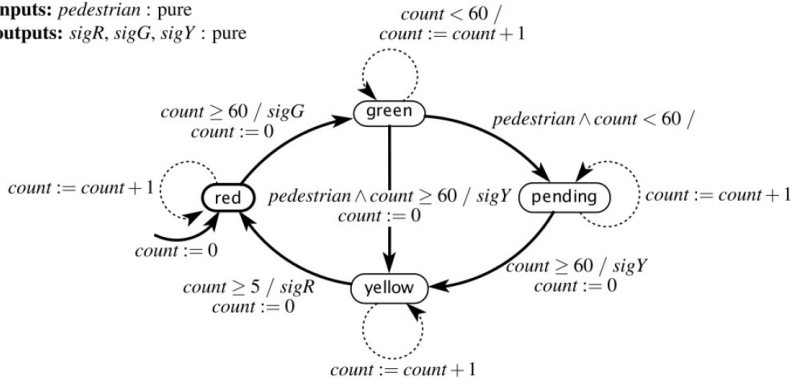 inputs: pedestrian : pure
outputs: sigR, sigG, sigY : pure
count < 60 /
count := count + 1
green
count ≥ 60 / sigG
count := 0
pedestrian ∧ count < 60 /
count := count + 1
red
pedestrian ∧ count ≥ 60 / sigY
count := 0
pending
count := count + 1
count := 0
count ≥ 5 / sigR
count := 0
yellow
count ≥ 60 / sigY
count := 0
count := count + 1